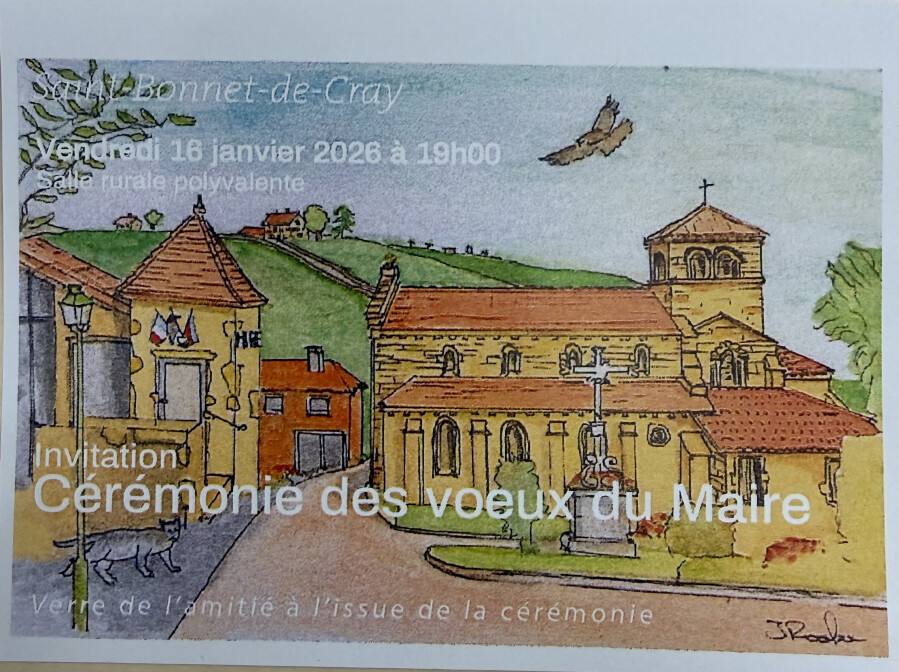 Saint-Bonnet-de-Cray
Vendredi 16 janvier 2026 à 19h00
Salle rurale polyvalente
Invitation
Cérémonie des voeux du Maire
Verre de l'amitié à l'issue de la cérémonie